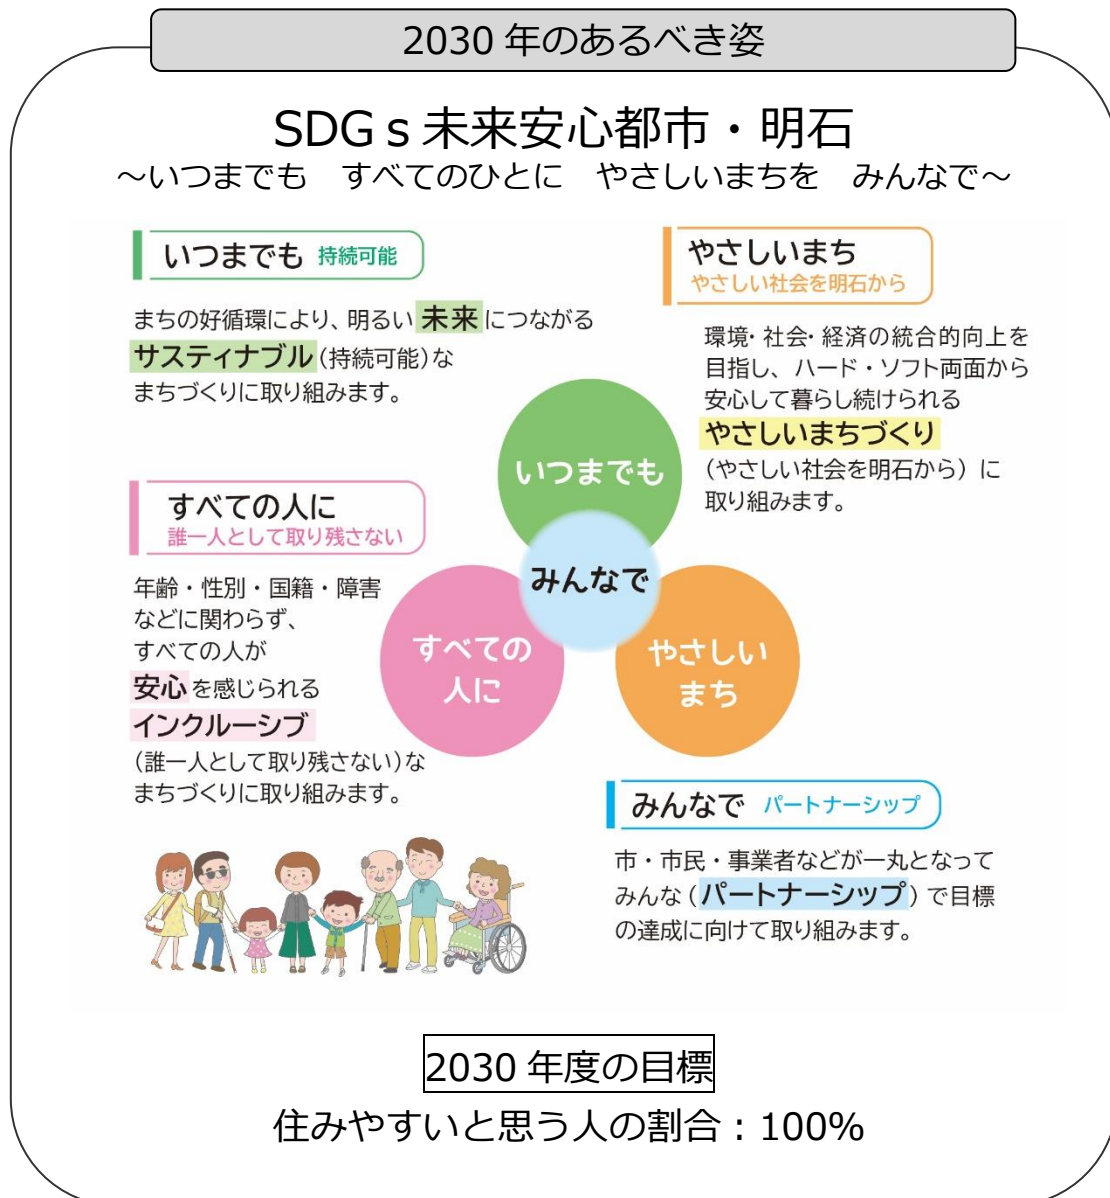 2030 年のあるべき姿
SDGｓ未来安心都市・明石
～いつまでも　すべてのひとに　やさしいまちを　みんなで～
いつまでも 持続可能
まちの好循環により、明るい 未来 につながる
サスティナブル（持続可能）な
まちづくりに取り組みます。
やさしいまち
やさしい社会を明石から
環境・社会・経済の統合的向上を
目指し、ハード・ソフト両面から
安心して暮らし続けられる
やさしいまちづくり
（やさしい社会を明石から）に
取り組みます。
すべての人に
誰一人として取り残さない
年齢・性別・国籍・障害
などに関わらず、
すべての人が
安心 を感じられる
インクルーシブ
（誰一人として取り残さない）な
まちづくりに取り組みます。
いつまでも
みんなで
すべての
人に
やさしい
まち
みんなで パートナーシップ
市・市民・事業者などが一丸となって
みんな（パートナーシップ）で目標
の達成に向けて取り組みます。
2030 年度の目標
住みやすいと思う人の割合：100%